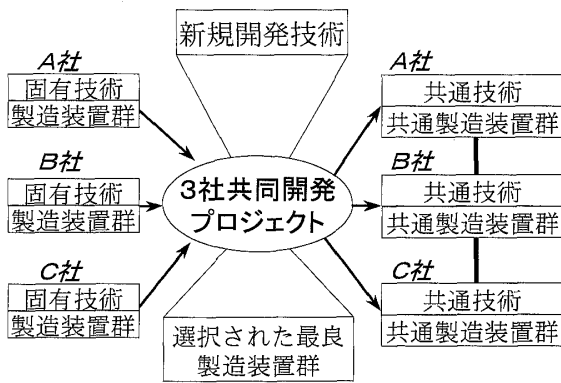 新規開発技術
A社
固有技術
製造装置群
B社
固有技術
製造装置群
C社
固有技術
製造装置群
3社共同開発
プロジェクト
選択された最良
製造装置群
A社
共通技術
共通製造装置群
B社
共通技術
共通製造装置群
C社
共通技術
共通製造装置群